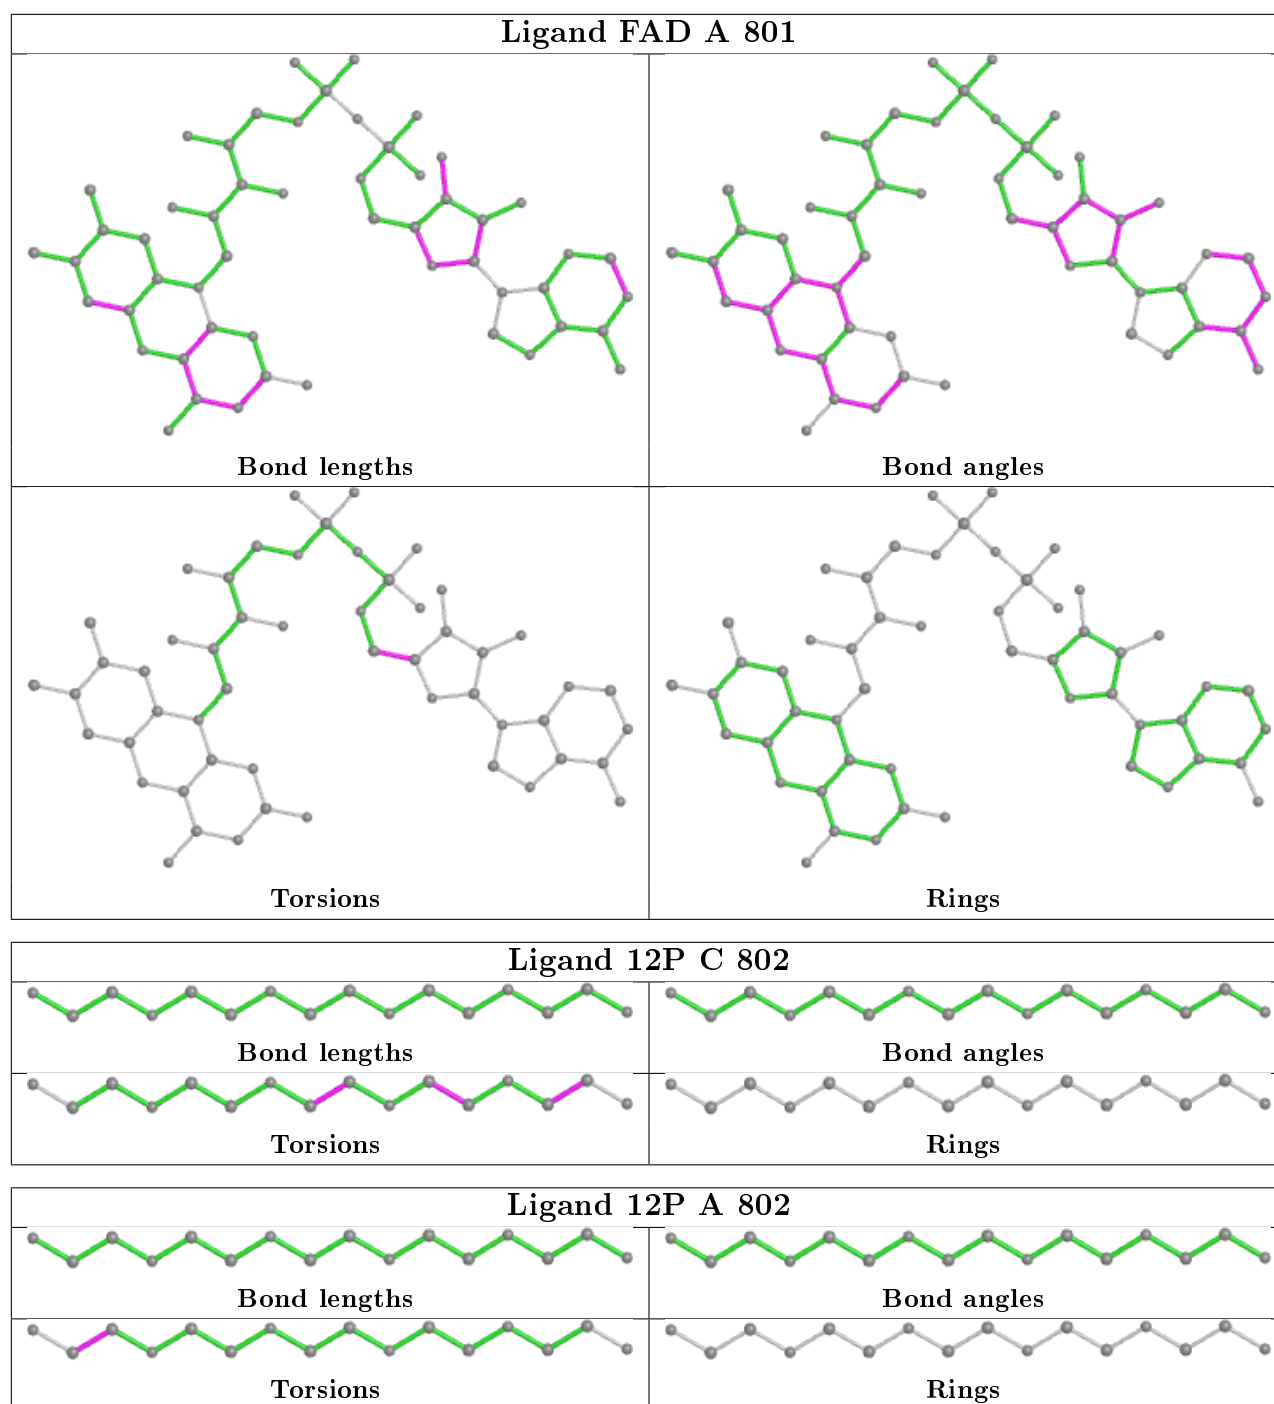 Ligand FAD A 801
Bond lengths
Bond angles
Torsions
Rings
Ligand 12P C 802
Bond lengths
Bond angles
Torsions
Rings
Ligand 12P A 802
Bond lengths
Bond angles
Torsions
Rings